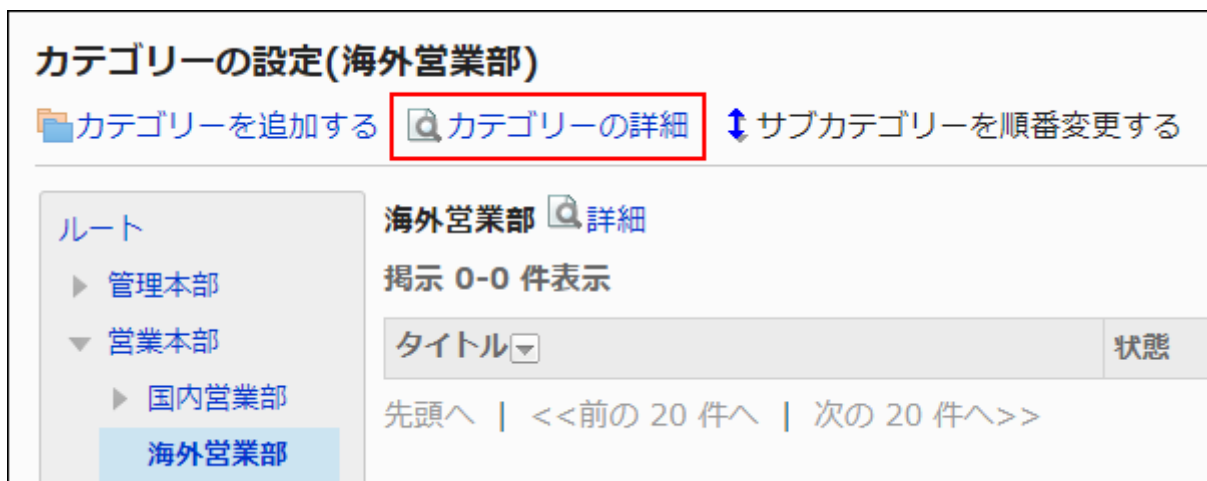 カテゴリーの設定(海外営業部)
カテゴリーを追加する カテゴリーの詳細 サブカテゴリーを順番変更する
ルート
管理本部
営業本部
国内営業部
海外営業部
海外営業部 詳細
掲示 0-0 件表示
タイトル 状態
先頭へ | <<前の 20 件へ | 次の 20 件へ>>